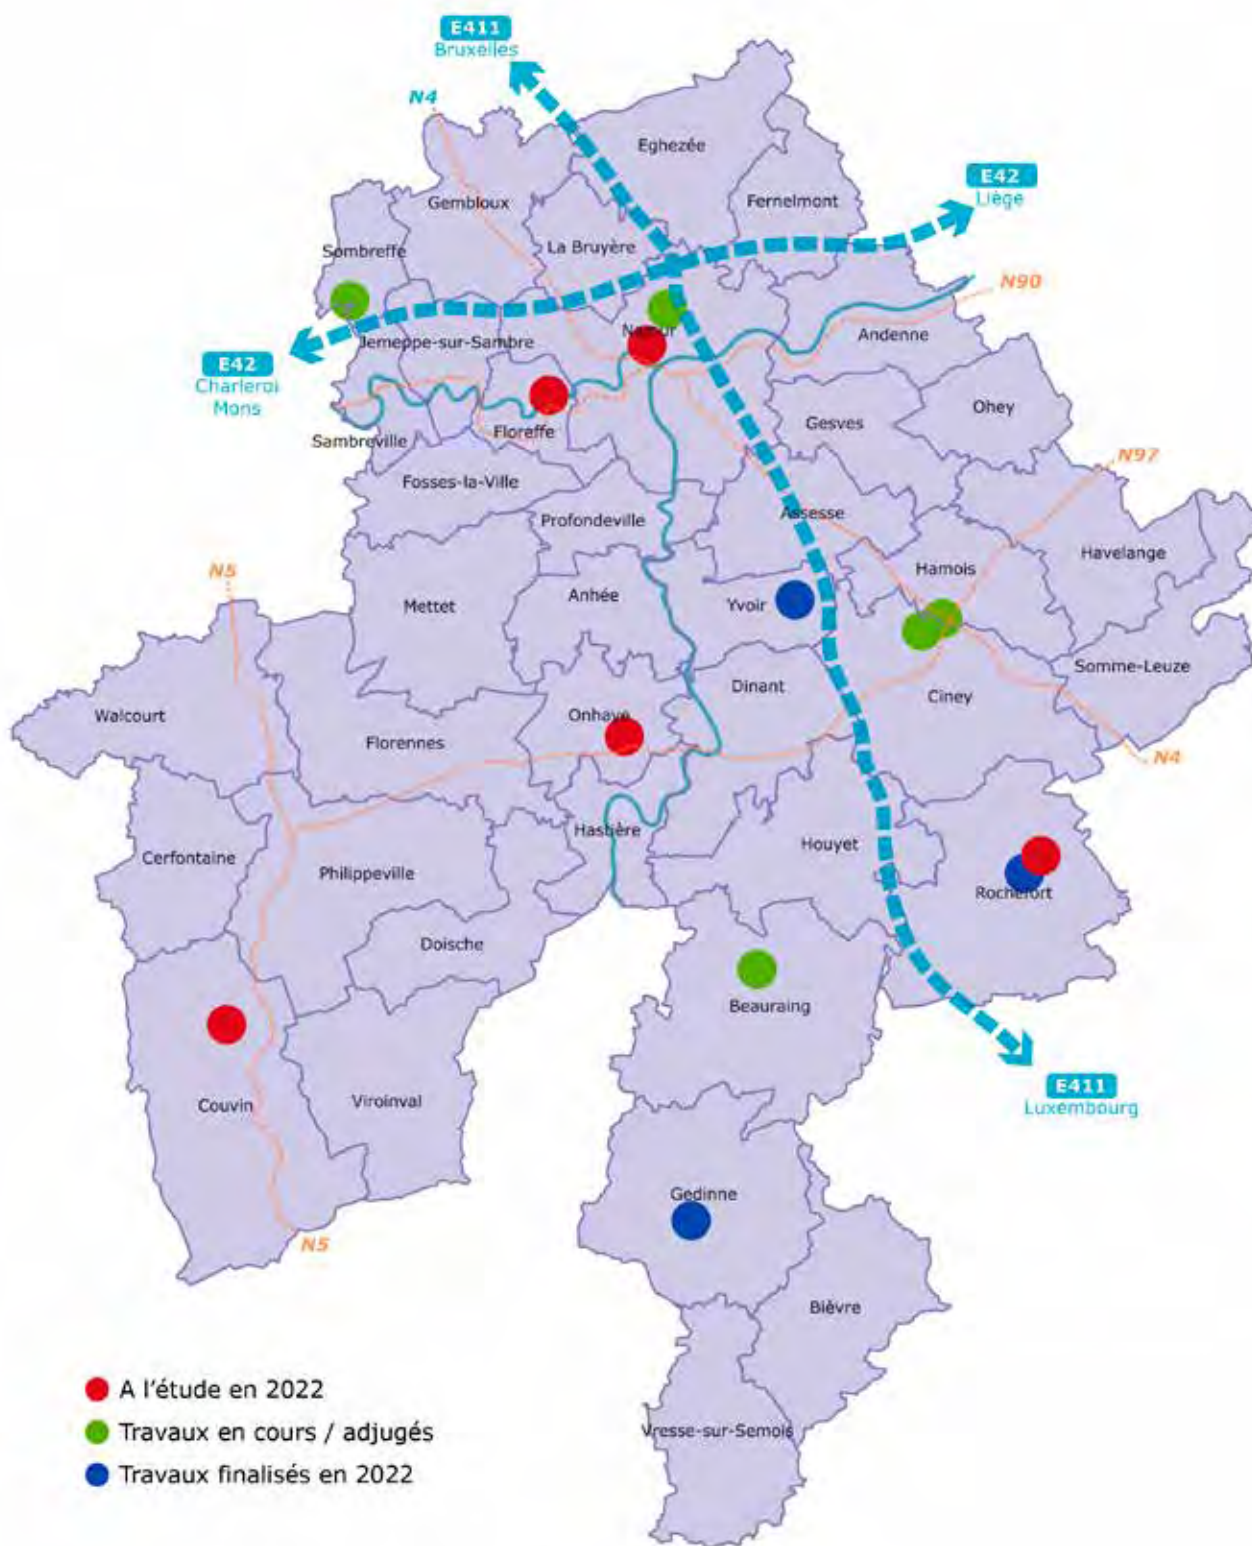 E411
Bruxelles
N4
Eghezée
E42
Liège
Gembloux
Fernelmont
La Bruyère
Sombreffe
N90
Namur
Andenne
Jemeppe-sur-Sambre
E42
Charleroi
Mons
Ohey
Gesves
Floreffe
Sambreville
N97
Fosses-la-Ville
Assesse
Profondeville
Havelange
N5
Hamois
Anhée
Mettet
Yvoir
Somme-Leuze
Dinant
Ciney
Walcourt
Onhaye
Florennes
N4
Hastière
Houyet
Cerfontaine
Philippeville
Rochefort
Doische
Beauraing
E411
Luxembourg
Viroinval
Couvin
Gedinne
N5
Bièvre
A l'étude en 2022
Travaux en cours / adjugés
Vresse-sur-Semois
Travaux finalisés en 2022